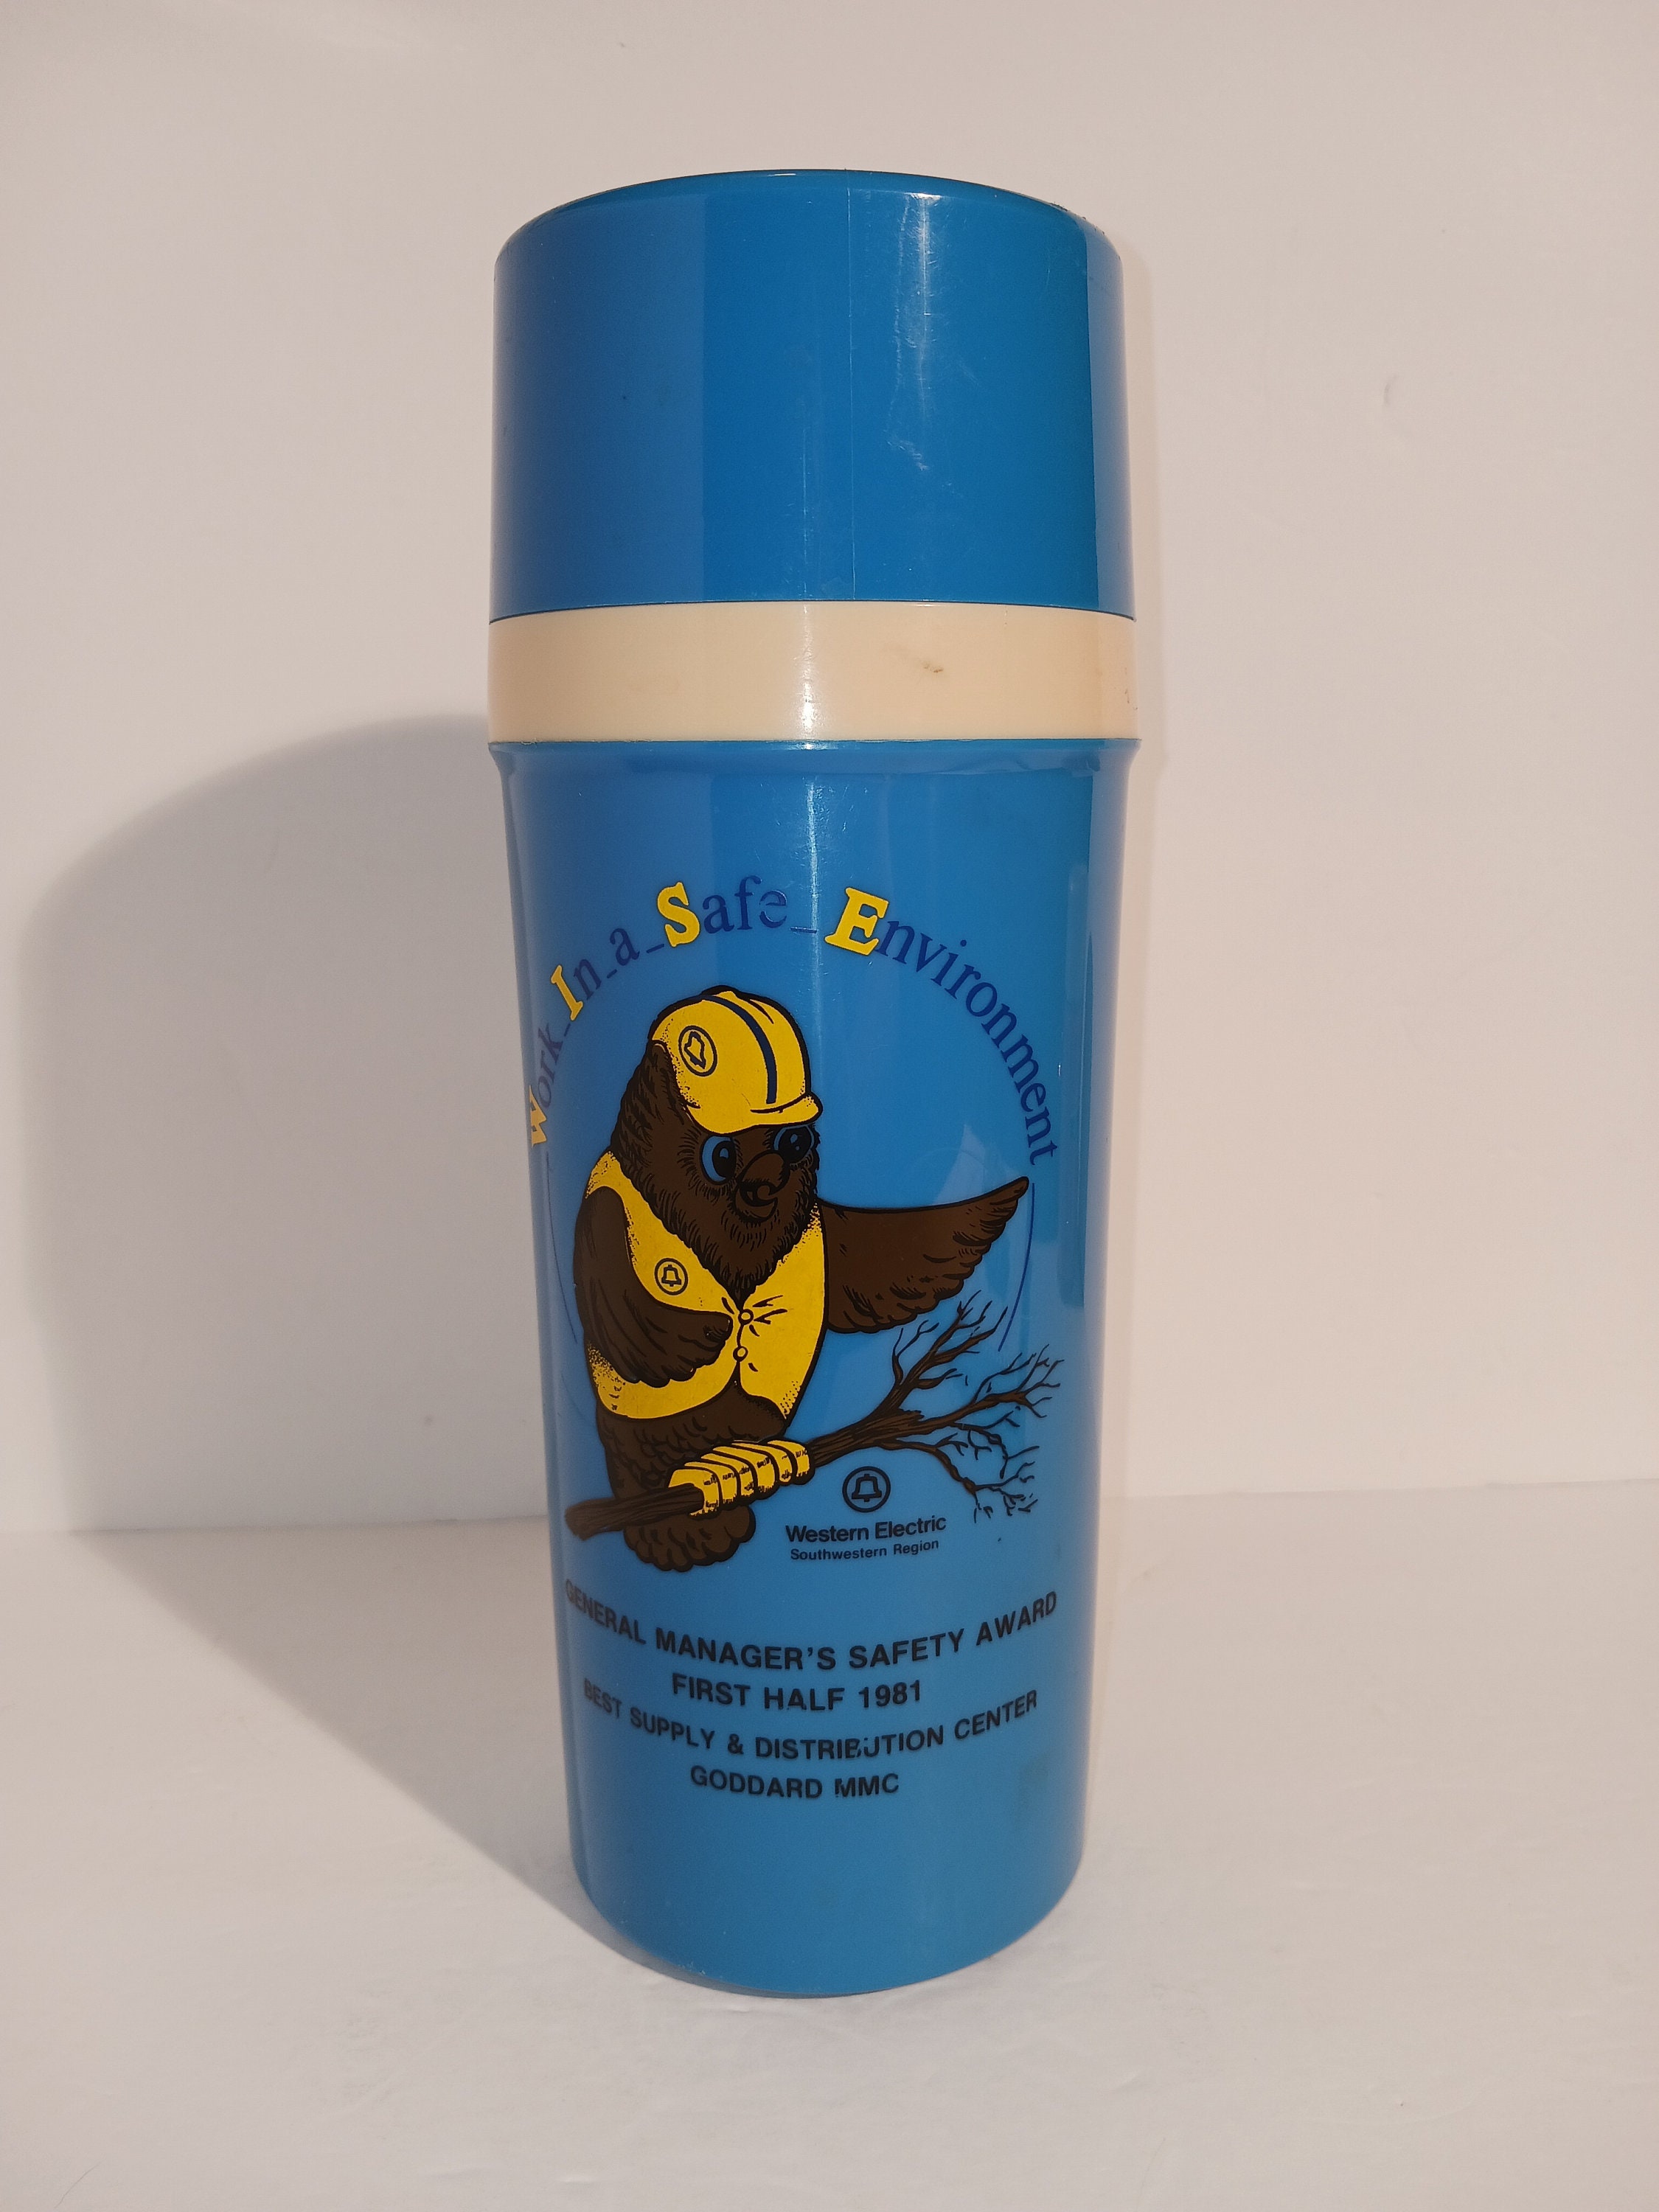 Work_In_a_Safe_Environment
Western Electric
Southwestern Region
GENERAL MANAGER'S SAFETY AWARD
FIRST HALF 1981
BEST SUPPLY & DISTRIBUTION CENTER
GODDARD MMC